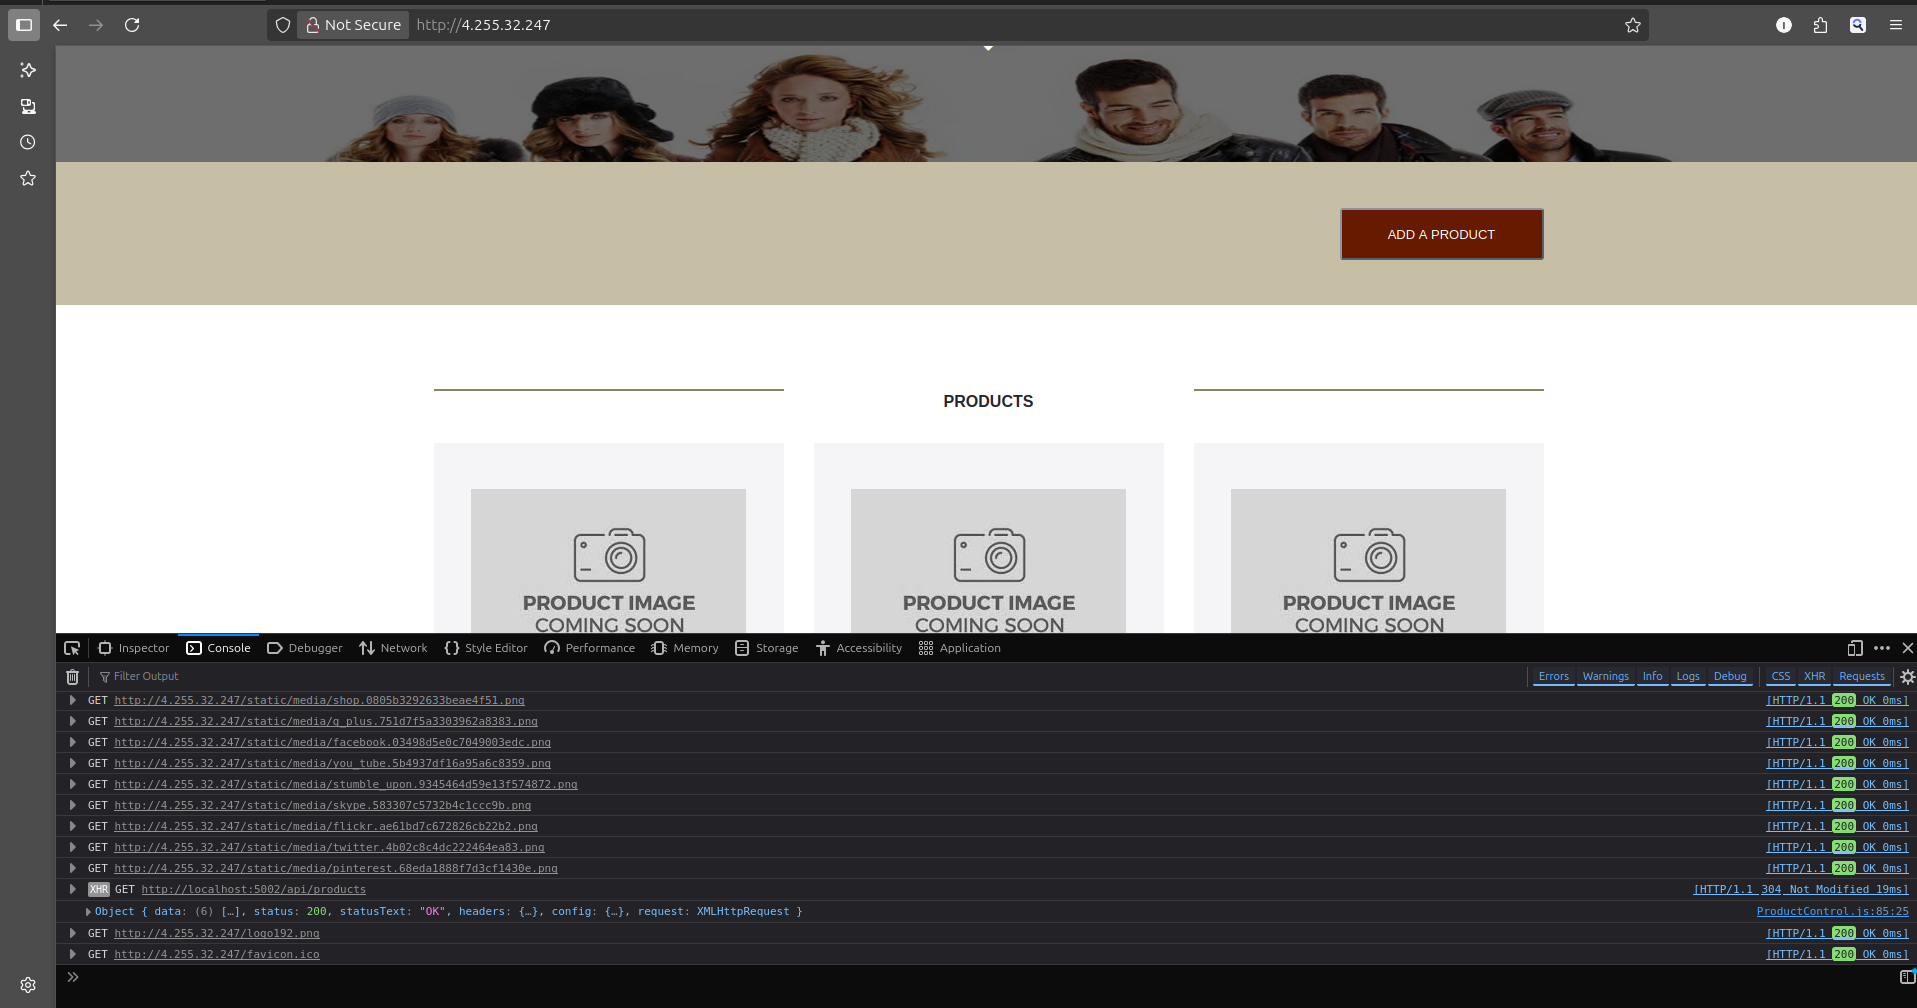 Not Secure http://4.255.32.247
ADD A PRODUCT
PRODUCTS
PRODUCT IMAGE PRODUCT IMAGE PRODUCT IMAGE
COMING SOON COMING SOON COMING SOON
Inspector Console Debugger Network Style Editor Performance Memory Storage Accessibility Application
Filter Output Errors Warnings Info Logs Debug CSS XHR Requests
GET http://4.255.32.247/static/media/shop.0805b3292633beae4f51.png [HTTP/1.1 200 OK 0ms]
GET http://4.255.32.247/static/media/g_plus.751d7f5a3303962a8383.png [HTTP/1.1 200 OK 0ms]
GET http://4.255.32.247/static/media/facebook.03498d5e0c7049003edc.png [HTTP/1.1 200 OK 0ms]
GET http://4.255.32.247/static/media/you_tube.5b4937df16a95a6c8359.png [HTTP/1.1 200 OK 0ms]
GET http://4.255.32.247/static/media/stumble_upon.9345464d59e13f574872.png [HTTP/1.1 200 OK 0ms]
GET http://4.255.32.247/static/media/skype.583307c5732b4c1ccc9b.png [HTTP/1.1 200 OK 0ms]
GET http://4.255.32.247/static/media/flickr.ae61bd7c672826cb22b2.png [HTTP/1.1 200 OK 0ms]
GET http://4.255.32.247/static/media/twitter.4b02c8c4dc222464ea83.png [HTTP/1.1 200 OK 0ms]
GET http://4.255.32.247/static/media/pinterest.68eda1888f7d3cf1430e.png [HTTP/1.1 200 OK 0ms]
XHR GET http://localhost:5002/api/products [HTTP/1.1 304 Not Modified 19ms]
Object { data: (6) […], status: 200, statusText: "OK", headers: {…}, config: {…}, request: XMLHttpRequest } ProductControl.js:85:25
GET http://4.255.32.247/logo192.png [HTTP/1.1 200 OK 0ms]
GET http://4.255.32.247/favicon.ico [HTTP/1.1 200 OK 0ms]